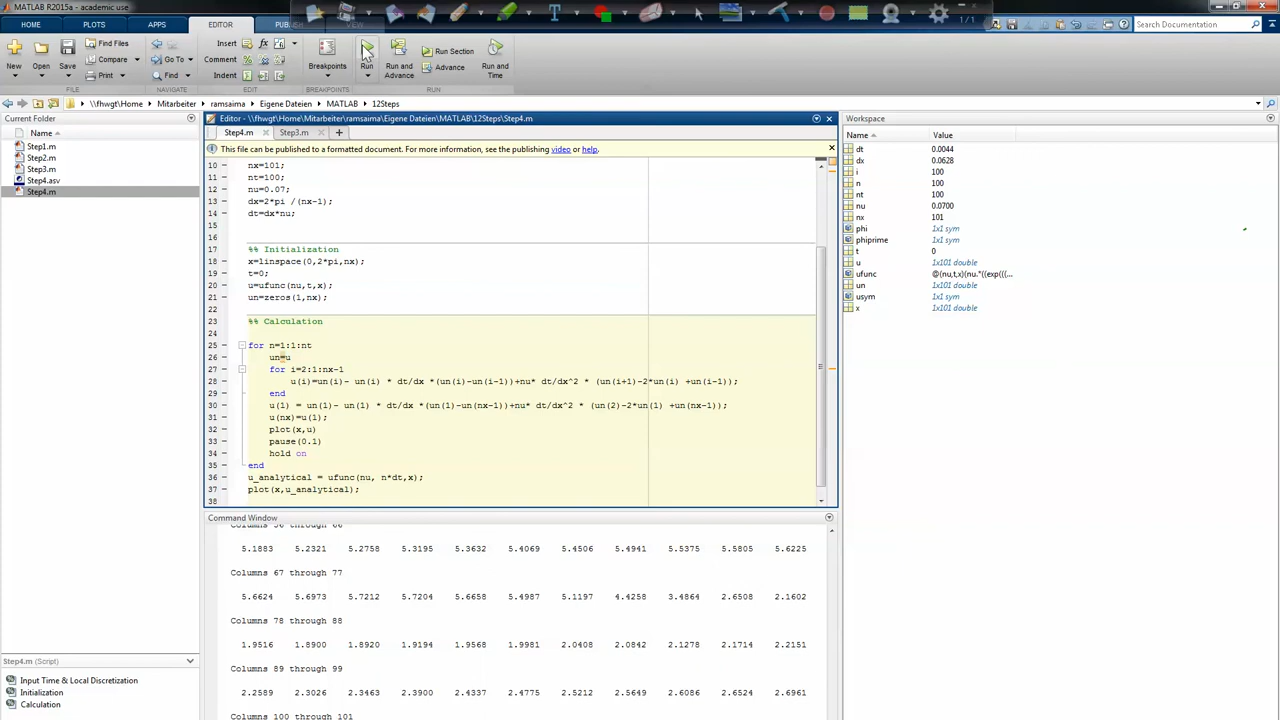 MATLAB R2015a - academic use
HOME
PLOTS
APPS
EDITOR
PUBLISH
VIEW
1/1
Search Documentation
New
Open
Save
Find Files
Compare
Print
Insert
Comment
Indent
Go To
Find
Breakpoints
Run
Run and Advance
Run Section
Advance
Run and Time
FILE
NAVIGATE
EDIT
BREAKPOINTS
RUN
\\fhwgt\Home
Mitarbeiter
ramsaima
Eigene Dateien
MATLAB
12Steps
Current Folder
Name
Step1.m
Step2.m
Step3.m
Step4.asv
Step4.m
Editor - \\fhwgt\Home\Mitarbeiter\ramsaima\Eigene Dateien\MATLAB\12Steps\Step4.m
Step4.m
Step3.m
This file can be published to a formatted document. For more information, see the publishing video or help.
10 nx=101;
11 nt=100;
12 nu=0.07;
13 dx=2*pi /(nx-1);
14 dt=dx*nu;
15
16
17 %% Initialization
18 x=linspace(0,2*pi,nx);
19 t=0;
20 u=ufunc(nu,t,x);
21 un=zeros(1,nx);
22
23 %% Calculation
24
25 for n=1:1:nt
26 un=u
27 for i=2:1:nx-1
28 u(i)=un(i)- un(i) * dt/dx *(un(i)-un(i-1))+nu* dt/dx^2 * (un(i+1)-2*un(i) +un(i-1));
29 end
30 u(1) = un(1)- un(1) * dt/dx *(un(1)-un(nx-1))+nu* dt/dx^2 * (un(2)-2*un(1) +un(nx-1));
31 u(nx)=u(1);
32 plot(x,u)
33 pause(0.1)
34 hold on
35 end
36 u_analytical = ufunc(nu, n*dt,x);
37 plot(x,u_analytical);
38
Command Window
Columns 56 through 66
5.1883 5.2321 5.2758 5.3195 5.3632 5.4069 5.4506 5.4941 5.5375 5.5805 5.6225
Columns 67 through 77
5.6624 5.6973 5.7212 5.7204 5.6658 5.4987 5.1197 4.4258 3.4864 2.6508 2.1602
Columns 78 through 88
1.9516 1.8900 1.8920 1.9194 1.9568 1.9981 2.0408 2.0842 2.1278 2.1714 2.2151
Columns 89 through 99
2.2589 2.3026 2.3463 2.3900 2.4337 2.4775 2.5212 2.5649 2.6086 2.6524 2.6961
Columns 100 through 101
Workspace
Name Value
dt 0.0044
dx 0.0628
i 100
n 100
nt 100
nu 0.0700
nx 101
phi 1x1 sym
phiprime 1x1 sym
t 0
u 1x101 double
ufunc @(nu,t,x)(nu.*((exp(((...
un 1x101 double
usym 1x1 sym
x 1x101 double
Step4.m (Script)
Input Time & Local Discretization
Initialization
Calculation